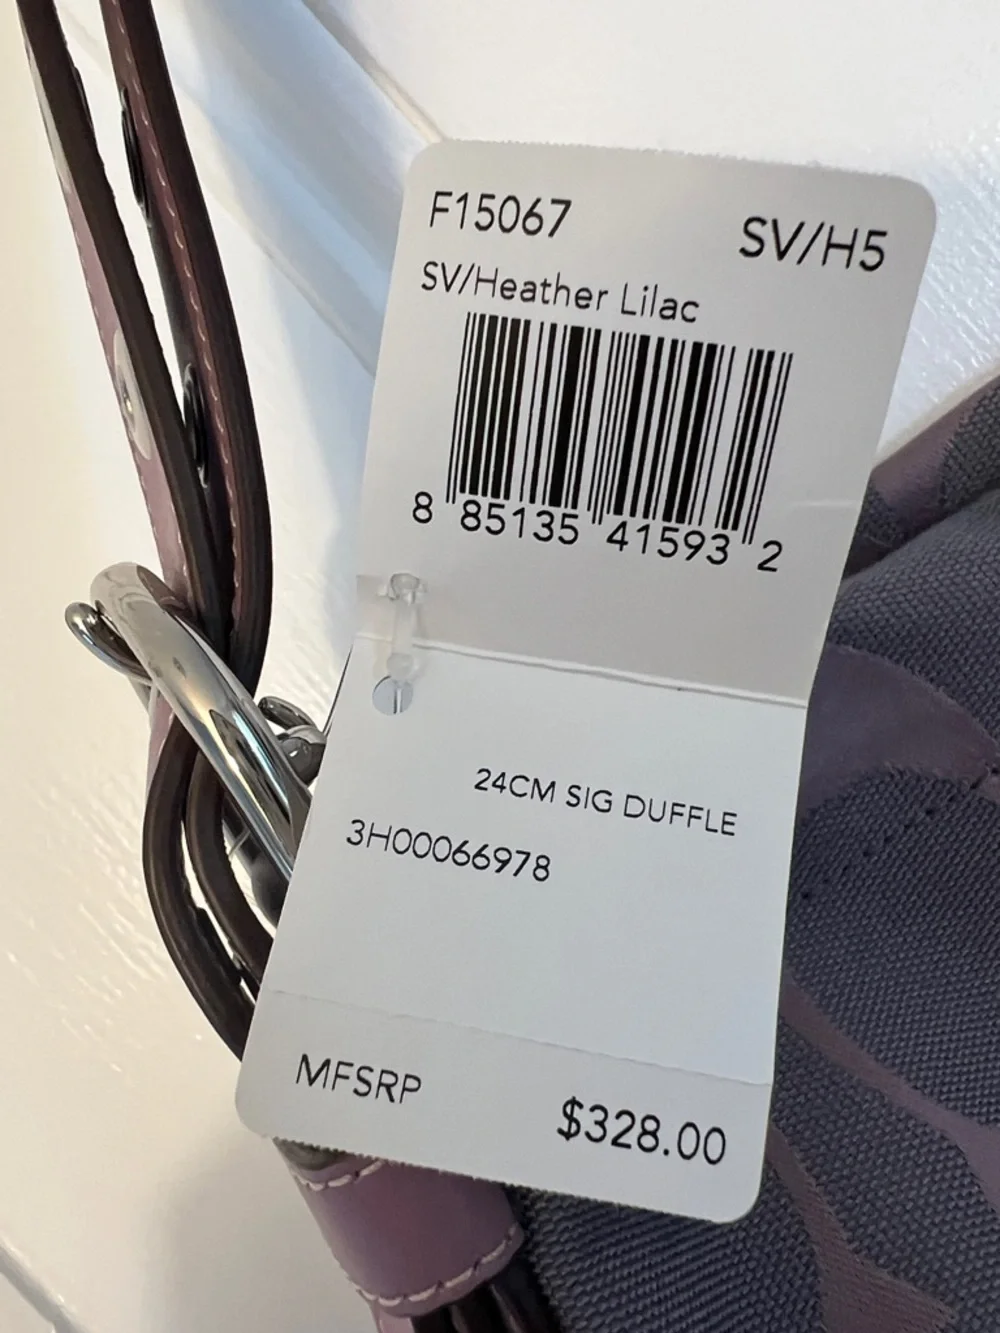 F15067 SV/H5
SV/Heather Lilac
8 85135 41593 2
24CM SIG DUFFLE
3H00066978
MFSRP $328.00